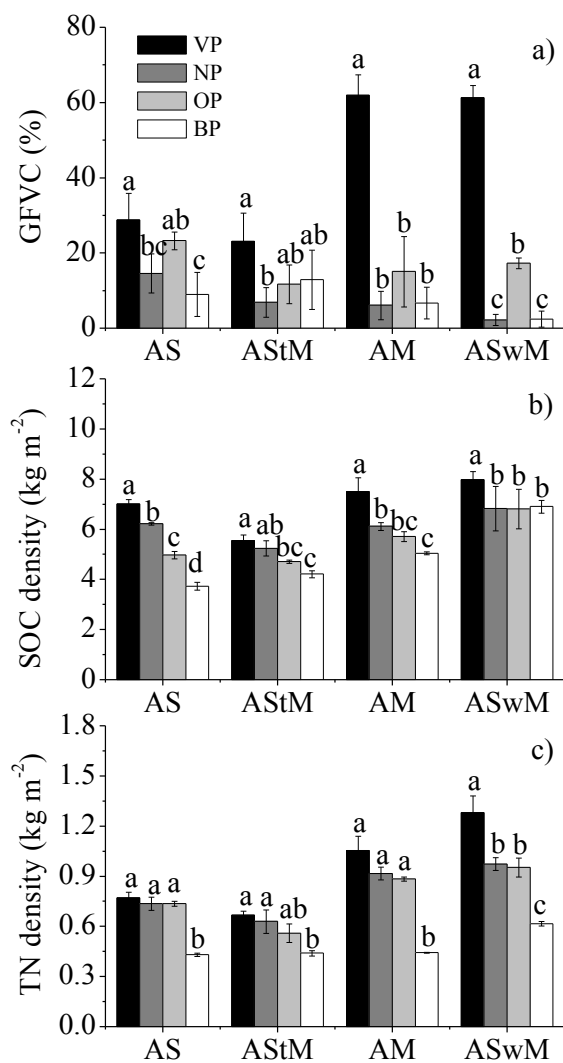 80
60
40
20
0
GFVC (%)
VP
NP
OP
BP
a)
a bc ab c
a b ab ab
a b b b
a c b c
AS AStM AM ASwM
12
10
8
6
4
2
0
SOC density (kg m-2)
b)
a b c d
a ab bc c
a b bc c
a b b b
AS AStM AM ASwM
1.8
1.5
1.2
0.9
0.6
0.3
0.0
TN density (kg m-2)
c)
a a a b
a a ab b
a a a b
a b b c
AS AStM AM ASwM